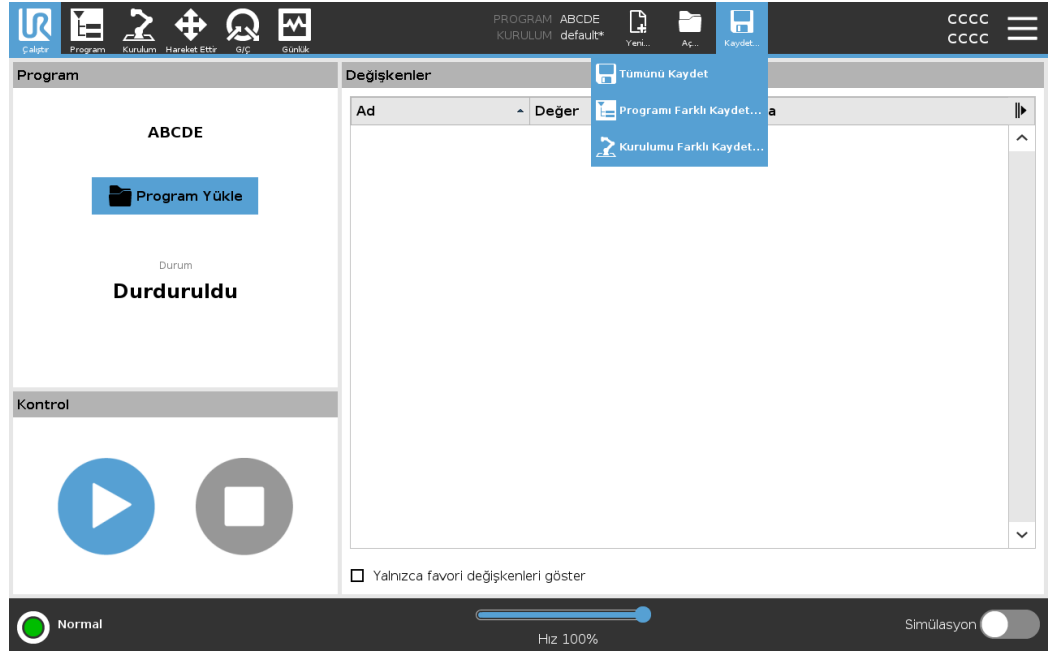 UR
Çalıştır
Program
Kurulum
Hareket Ettir
G/Ç
Günlük
PROGRAM ABCDE
KURULUM default*
Yeni...
Aç...
Kaydet...
CCCC
CCCC
Tümünü Kaydet
Programı Farklı Kaydet...
Kurulumu Farklı Kaydet...
Program
ABCDE
Program Yükle
Durum
Durduruldu
Kontrol
Değişkenler
Ad
Değer
a
Yalnızca favori değişkenleri göster
Normal
Hız 100%
Simülasyon